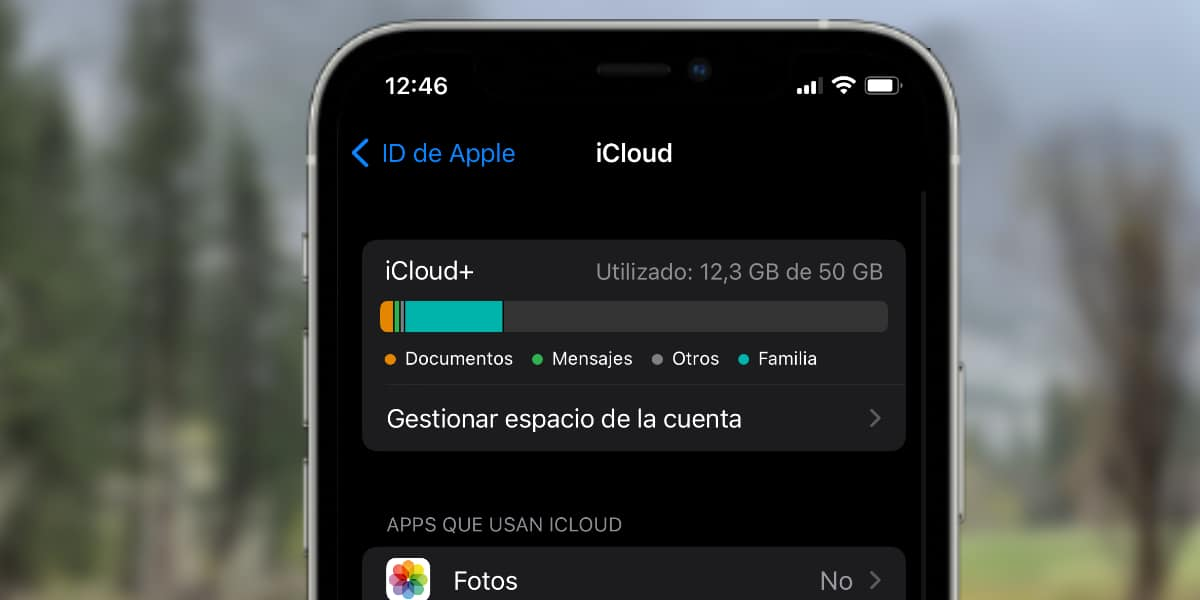 12:46
ID de Apple
iCloud
iCloud+
Utilizado: 12,3 GB de 50 GB
Documentos
Mensajes
Otros
Familia
Gestionar espacio de la cuenta
APPS QUE USAN ICLOUD
Fotos
No